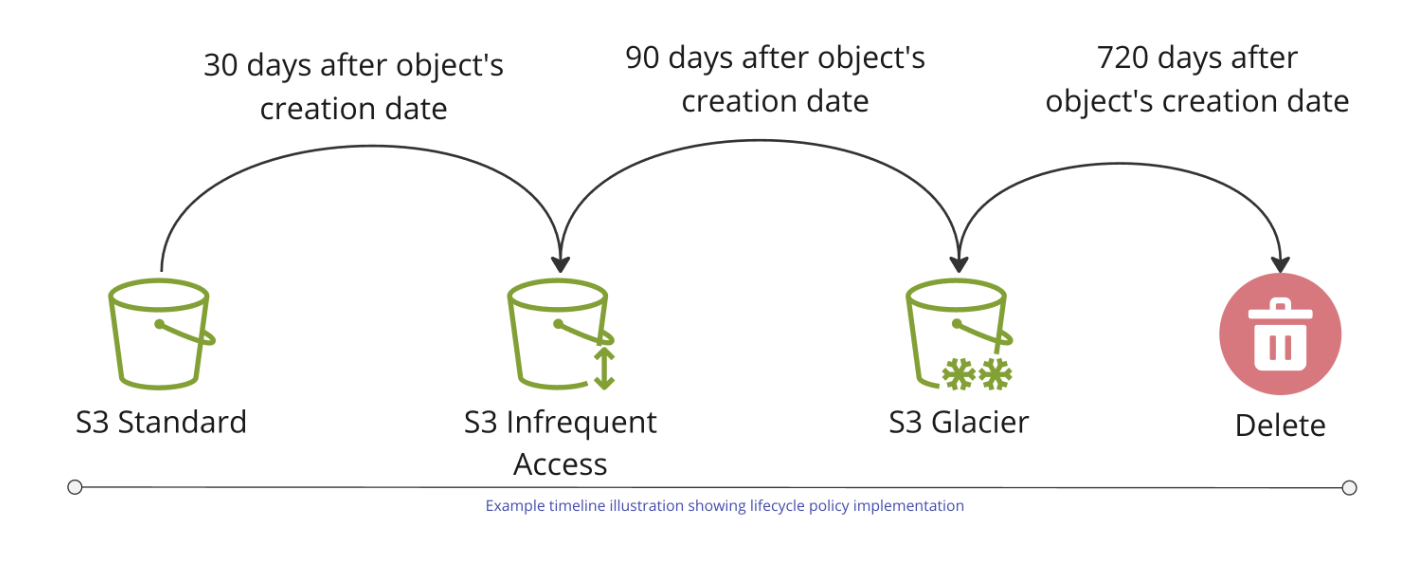 30 days after object's
creation date
90 days after object's
creation date
720 days after
object's creation date
S3 Standard
S3 Infrequent
Access
S3 Glacier
Delete
Example timeline illustration showing lifecycle policy implementation